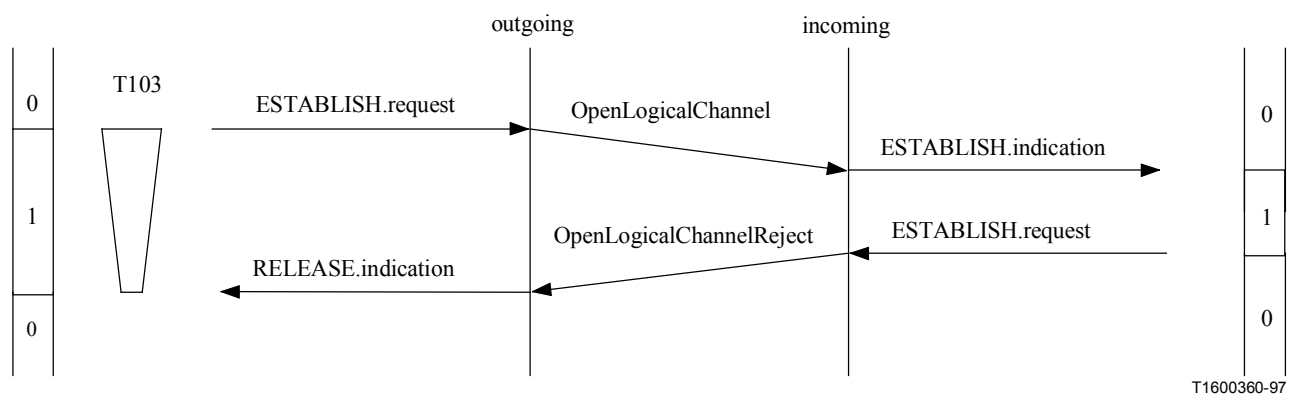 outgoing incoming
T103
0 ESTABLISH.request OpenLogicalChannel 0
ESTABLISH.indication
1 OpenLogicalChannelReject ESTABLISH.request 1
RELEASE.indication
0 0
T1600360-97